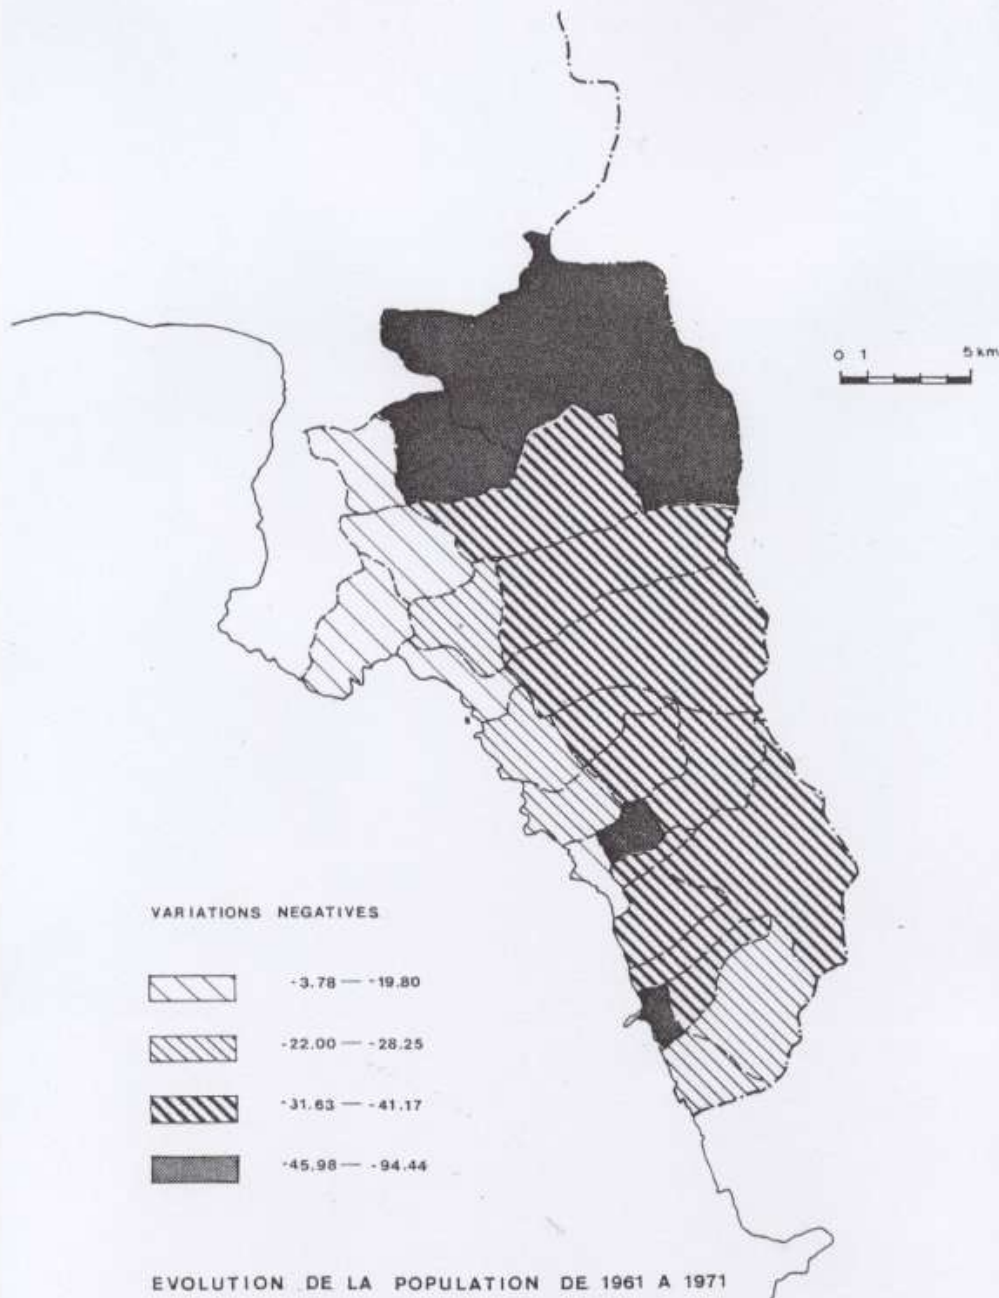 0 1 5 km
VARIATIONS NEGATIVES
-3.78 — -19.80
-22.00 — -28.25
-31.63 — -41.17
-45.98 — -94.44
EVOLUTION DE LA POPULATION DE 1961 A 1971